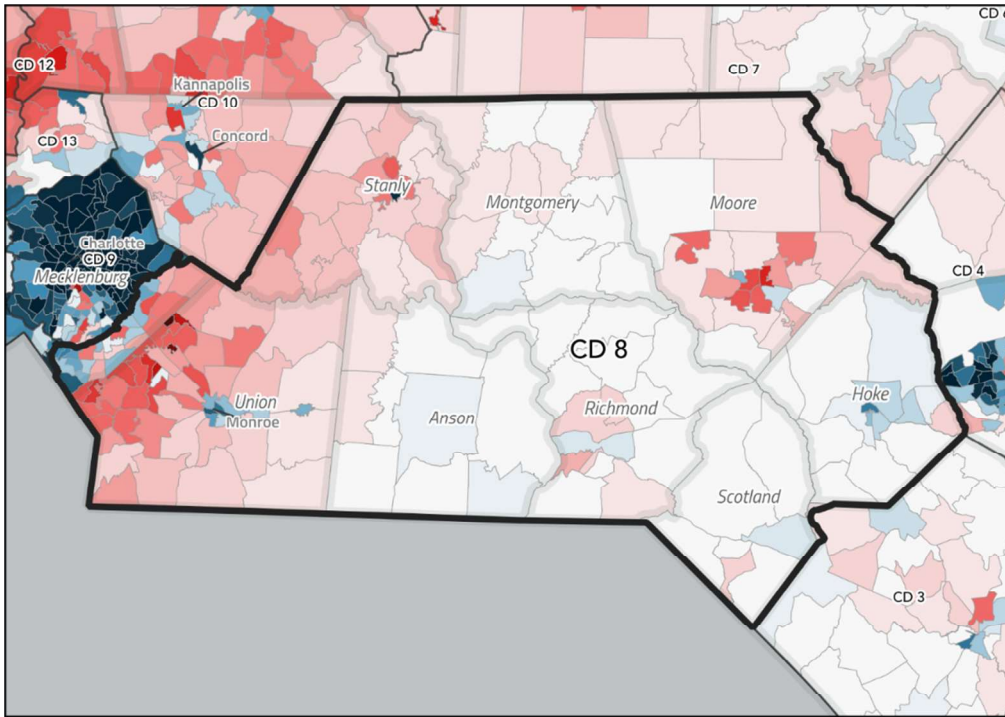 CD 12
CD 7
Kannapolis
CD 10
Concord
CD 13
Stanly
Montgomery
Moore
Charlotte
CD 9
Mecklenburg
CD 4
CD 8
Union
Monroe
Anson
Richmond
Hoke
Scotland
CD 3